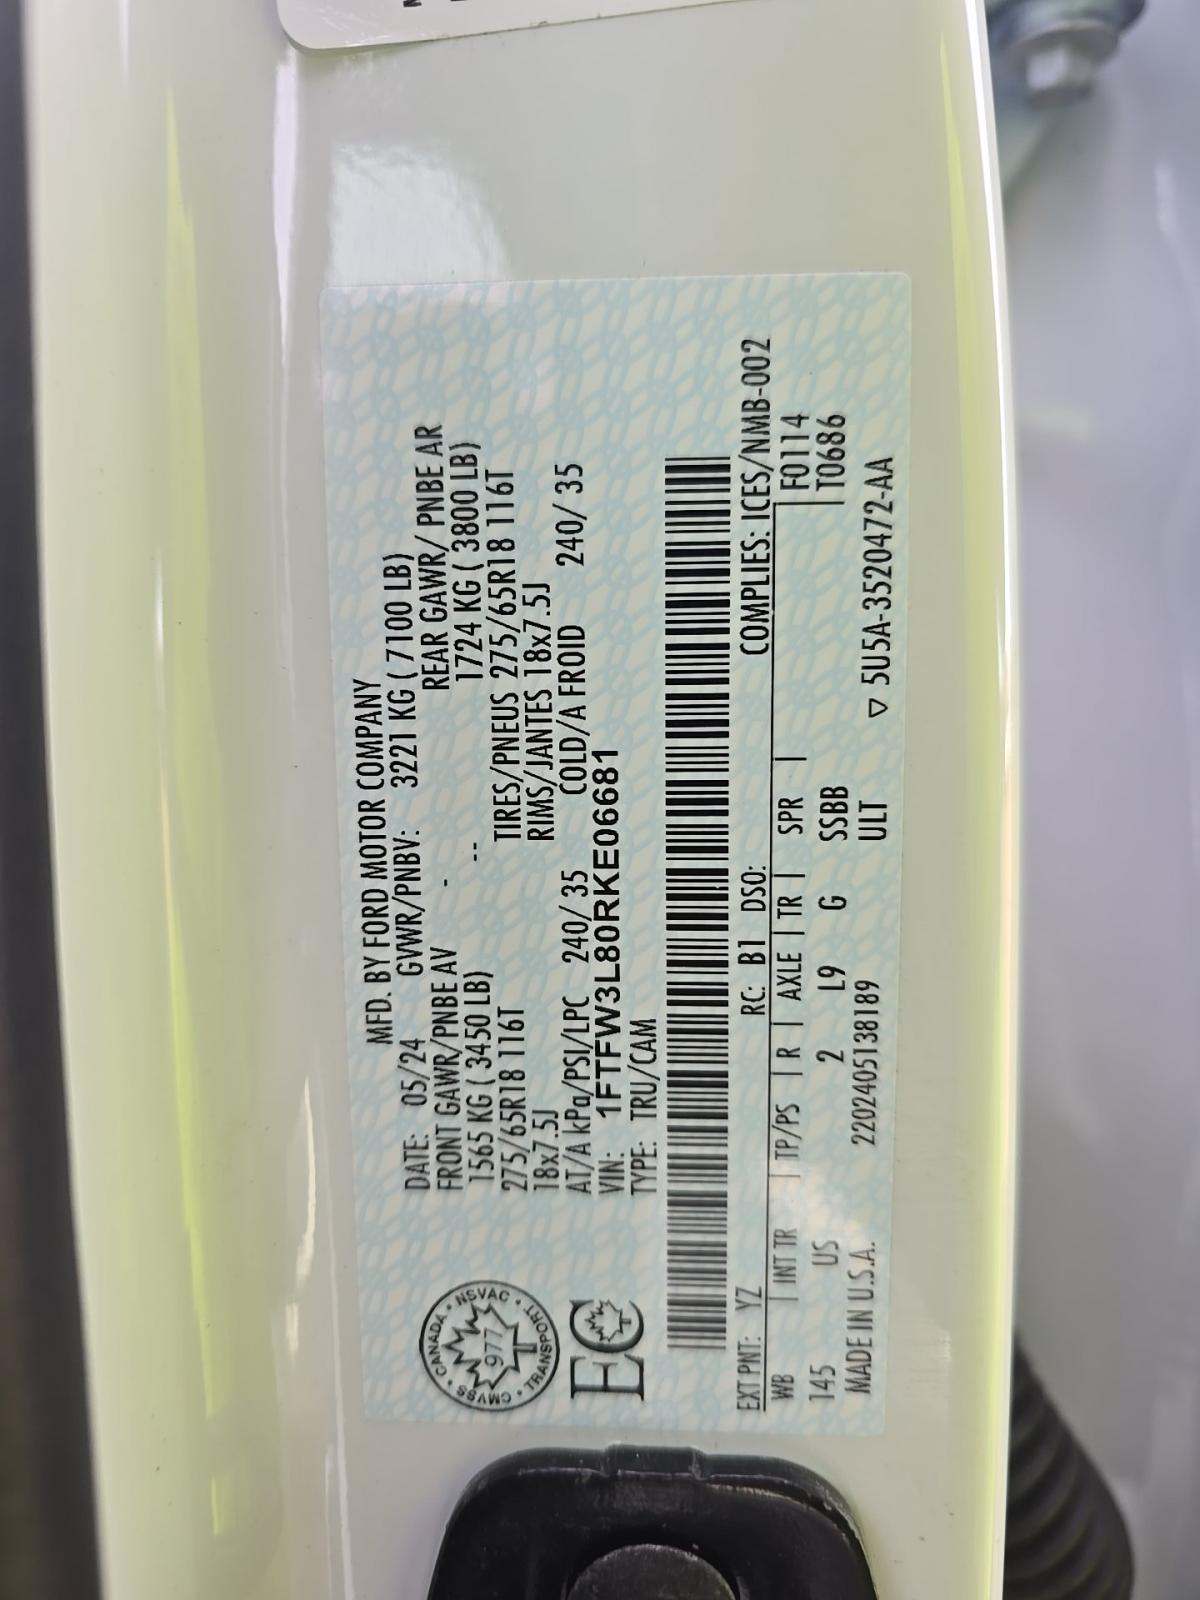 MFD. BY FORD MOTOR COMPANY
DATE: 05/24 GVWR/PNBV: 3221 KG ( 7100 LB)
FRONT GAWR/PNBE AV - REAR GAWR/ PNBE AR
1565 KG ( 3450 LB) -- 1724 KG ( 3800 LB)
275/65R18 116T TIRES/PNEUS 275/65R18 116T
18x7.5J RIMS/JANTES 18x7.5J
AT/A kPa/PSI/LPC 240/ 35 COLD/A FROID 240/ 35
VIN: 1FTFW3L80RKE06681
TYPE: TRU/CAM
CANADA • NSVAC • TRANSPORT • CMVSS •
977
EC
EXT PNT: YZ RC: B1 DSO: COMPLIES: ICES/NMB-002
WB | INT TR | TP/PS | R | AXLE | TR | SPR | F0114
145 US 2 L9 G SSBB T0686
MADE IN U.S.A. 220240513818​9 ULT ▽ 5U5A-3520472-AA